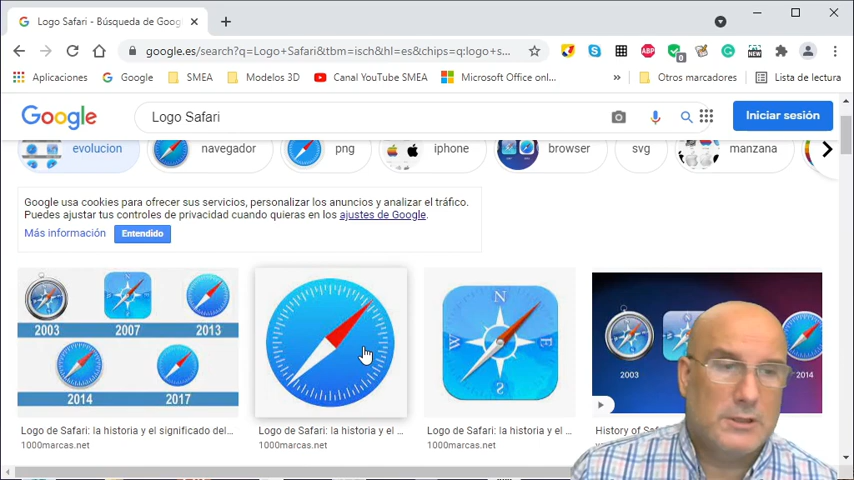 Logo Safari - Búsqueda de Goog
google.es/search?q=Logo+Safari&tbm=isch&hl=es&chips=q:logo+s...
ABP
0
NEW
Aplicaciones
Google
SMEA
Modelos 3D
Canal YouTube SMEA
Microsoft Office onl...
»
Otros marcadores
Lista de lectura
Google
Logo Safari
Iniciar sesión
evolucion
navegador
png
iphone
browser
svg
manzana
Google usa cookies para ofrecer sus servicios, personalizar los anuncios y analizar el tráfico.
Puedes ajustar tus controles de privacidad cuando quieras en los ajustes de Google.
Más información
Entendido
2003
2007
2013
2014
2017
N
W
E
S
2003
2014
Logo de Safari: la historia y el significado del...
1000marcas.net
Logo de Safari: la historia y el ...
1000marcas.net
Logo de Safari: la historia y el ...
1000marcas.net
History of Saf